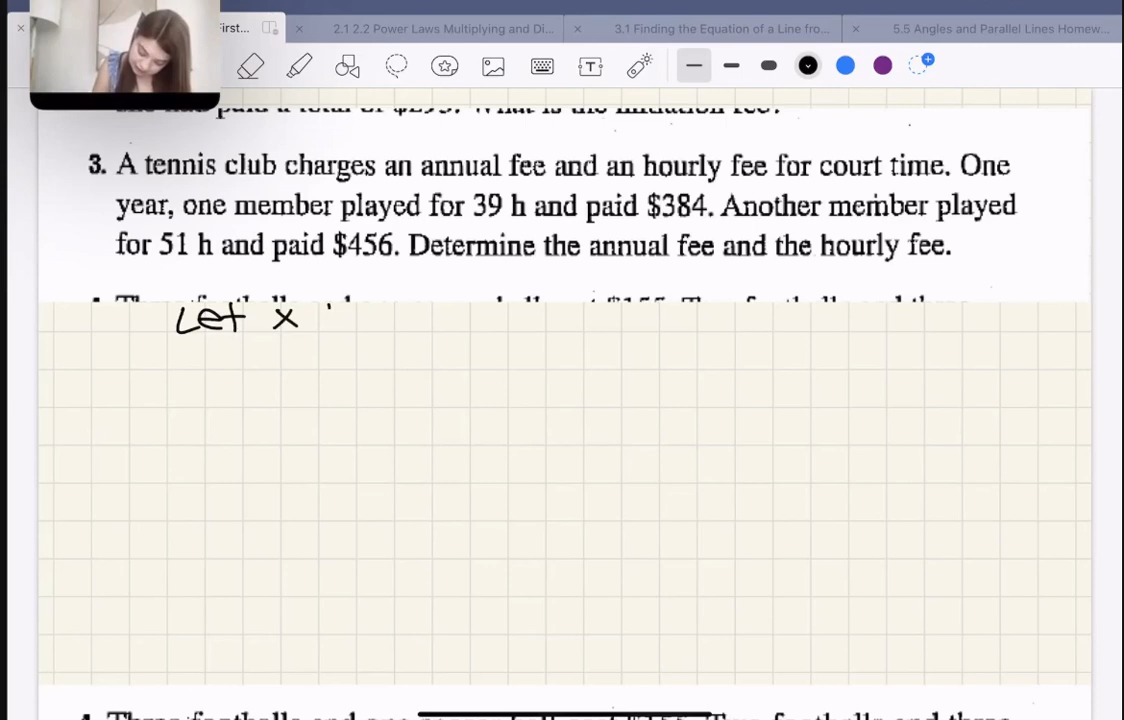 First...
2.1 2.2 Power Laws Multiplying and Di...
3.1 Finding the Equation of a Line fro...
5.5 Angles and Parallel Lines Homew...
3. A tennis club charges an annual fee and an hourly fee for court time. One
year, one member played for 39 h and paid $384. Another member played
for 51 h and paid $456. Determine the annual fee and the hourly fee.
Let x